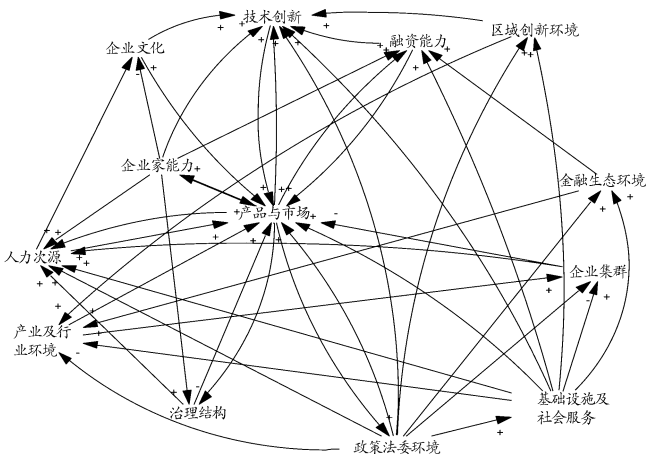 技术创新
融资能力
区域创新环境
企业文化
企业家能力
金融生态环境
产品与市场
人力次源
企业集群
产业及行
业环境
基础设施及
社会服务
治理结构
政策法委环境